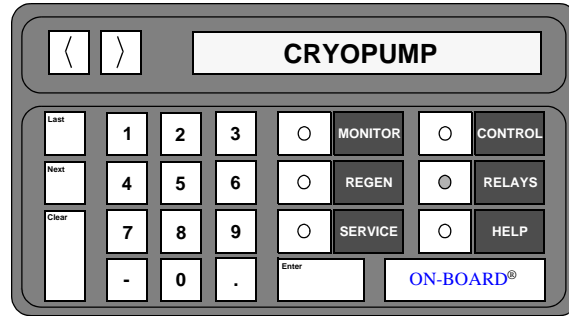 〈 〉 CRYOPUMP
Last 1 2 3 MONITOR CONTROL
Next 4 5 6 REGEN RELAYS
Clear 7 8 9 SERVICE HELP
- 0 . Enter ON-BOARD®